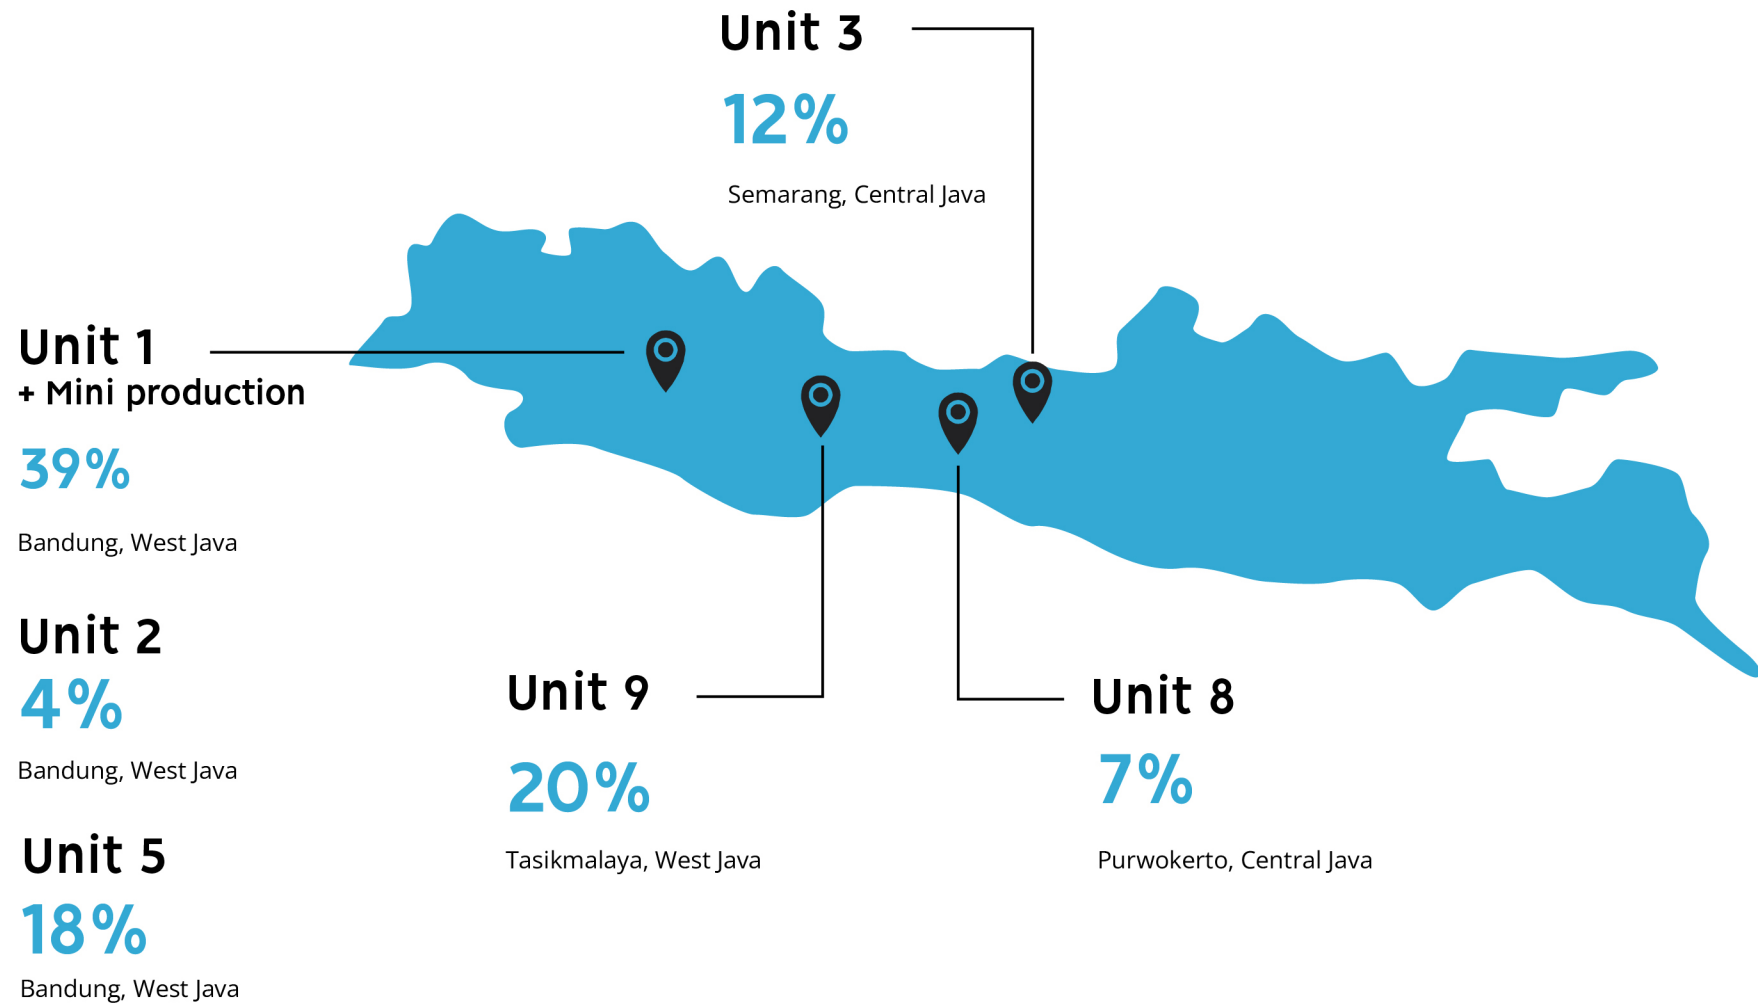 Unit 3
12%
Semarang, Central Java
Unit 1
+ Mini production
39%
Bandung, West Java
Unit 2
4%
Bandung, West Java
Unit 5
18%
Bandung, West Java
Unit 9
20%
Tasikmalaya, West Java
Unit 8
7%
Purwokerto, Central Java